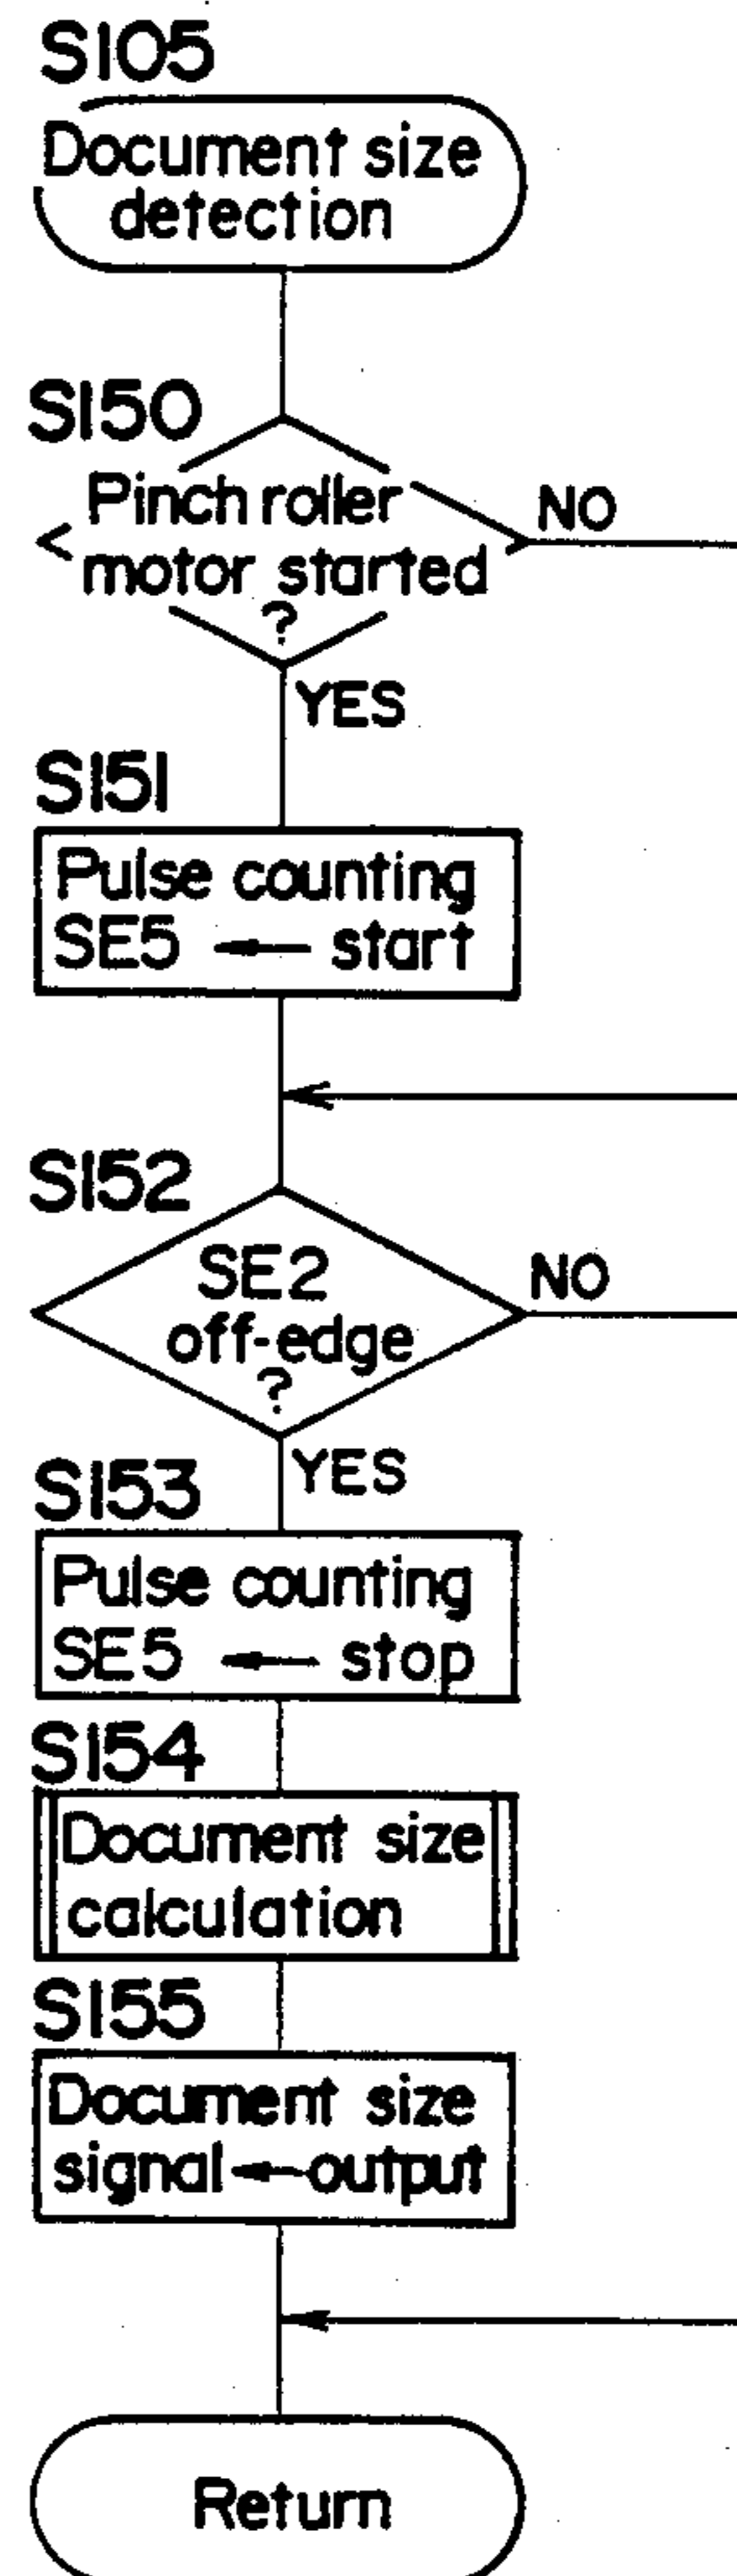 S105
Document size
detection
S150
Pinch roller
motor started
?
NO
YES
S151
Pulse counting
SE5 ← start
S152
SE2
off-edge
?
NO
YES
S153
Pulse counting
SE5 ← stop
S154
Document size
calculation
S155
Document size
signal ← output
Return